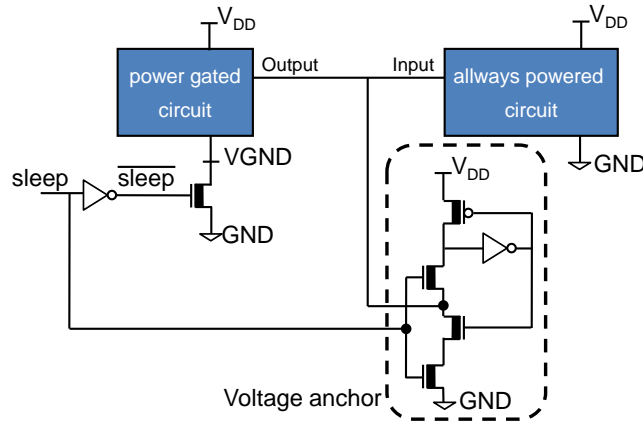 VDD
VDD
power gated
circuit
Output
Input
allways powered
circuit
VGND
GND
VDD
sleep
sleep
GND
Voltage anchor
GND